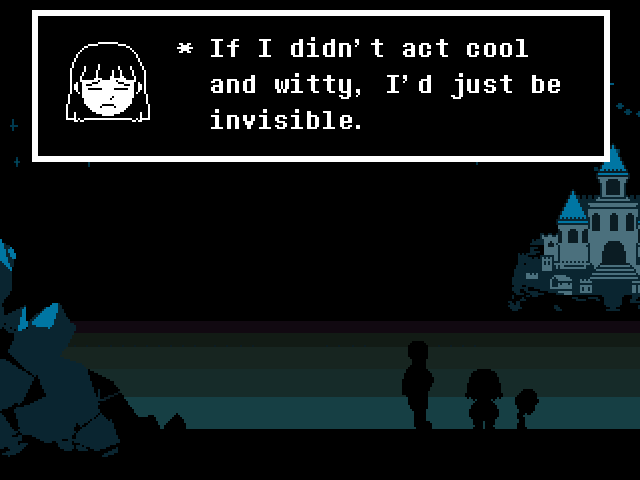 * If I didn't act cool
and witty, I'd just be
invisible.